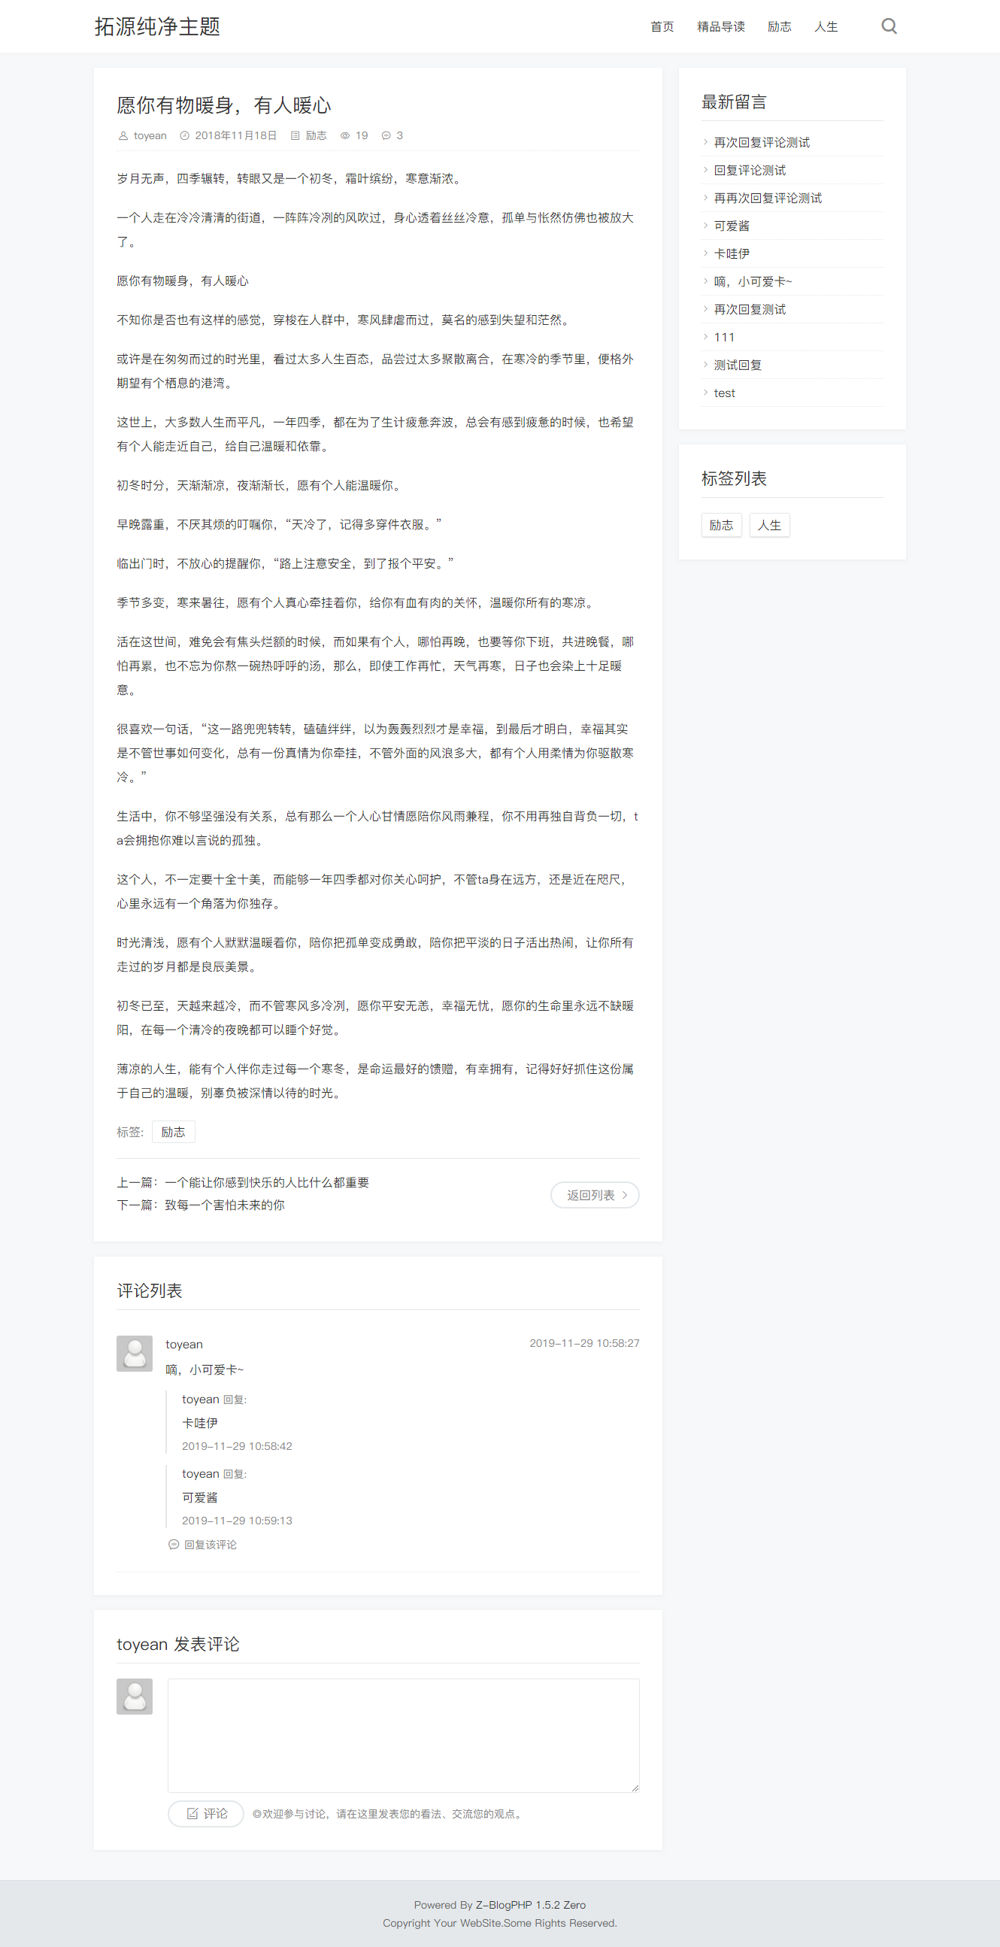 拓源纯净主题
首页 精品导读 励志 人生
愿你有物暖身，有人暖心
toyean 2018年11月18日 励志 19 3
岁月无声，四季辗转，转眼又是一个初冬，霜叶缤纷，寒意渐浓。
一个人走在冷冷清清的街道，一阵阵冷冽的风吹过，身心透着丝丝冷意，孤单与怅然仿佛也被放大
了。
愿你有物暖身，有人暖心
不知你是否也有这样的感觉，穿梭在人群中，寒风肆虐而过，莫名的感到失望和茫然。
或许是在匆匆而过的时光里，看过太多人生百态，品尝过太多聚散离合，在寒冷的季节里，便格外
期望有个栖息的港湾。
这世上，大多数人生而平凡，一年四季，都在为了生计疲惫奔波，总会有感到疲惫的时候，也希望
有个人能走近自己，给自己温暖和依靠。
初冬时分，天渐渐凉，夜渐渐长，愿有个人能温暖你。
早晚露重，不厌其烦的叮嘱你，“天冷了，记得多穿件衣服。”
临出门时，不放心的提醒你，“路上注意安全，到了报个平安。”
季节多变，寒来暑往，愿有个人真心牵挂着你，给你有血有肉的关怀，温暖你所有的寒凉。
活在这世间，难免会有焦头烂额的时候，而如果有个人，哪怕再晚，也要等你下班，共进晚餐，哪
怕再累，也不忘为你熬一碗热呼呼的汤，那么，即使工作再忙，天气再寒，日子也会染上十足暖
意。
很喜欢一句话，“这一路兜兜转转，磕磕绊绊，以为轰轰烈烈才是幸福，到最后才明白，幸福其实
是不管世事如何变化，总有一份真情为你牵挂，不管外面的风浪多大，都有个人用柔情为你驱散寒
冷。”
生活中，你不够坚强没有关系，总有那么一个人心甘情愿陪你风雨兼程，你不用再独自背负一切，t
a会拥抱你难以言说的孤独。
这个人，不一定要十全十美，而能够一年四季都对你关心呵护，不管ta身在远方，还是近在咫尺，
心里永远有一个角落为你独存。
时光清浅，愿有个人默默温暖着你，陪你把孤单变成勇敢，陪你把平淡的日子活出热闹，让你所有
走过的岁月都是良辰美景。
初冬已至，天越来越冷，而不管寒风多冷冽，愿你平安无恙，幸福无忧，愿你的生命里永远不缺暖
阳，在每一个清冷的夜晚都可以睡个好觉。
薄凉的人生，能有个人伴你走过每一个寒冬，是命运最好的馈赠，有幸拥有，记得好好抓住这份属
于自己的温暖，别辜负被深情以待的时光。
标签: 励志
上一篇：一个能让你感到快乐的人比什么都重要
下一篇：致每一个害怕未来的你
返回列表
评论列表
toyean 2019-11-29 10:58:27
嘀，小可爱卡~
toyean 回复:
卡哇伊
2019-11-29 10:58:42
toyean 回复:
可爱酱
2019-11-29 10:59:13
回复该评论
toyean 发表评论
评论 ◎欢迎参与讨论，请在这里发表您的看法、交流您的观点。
最新留言
再次回复评论测试
回复评论测试
再再次回复评论测试
可爱酱
卡哇伊
嘀，小可爱卡~
再次回复测试
111
测试回复
test
标签列表
励志 人生
Powered By Z-BlogPHP 1.5.2 Zero
Copyright Your WebSite.Some Rights Reserved.